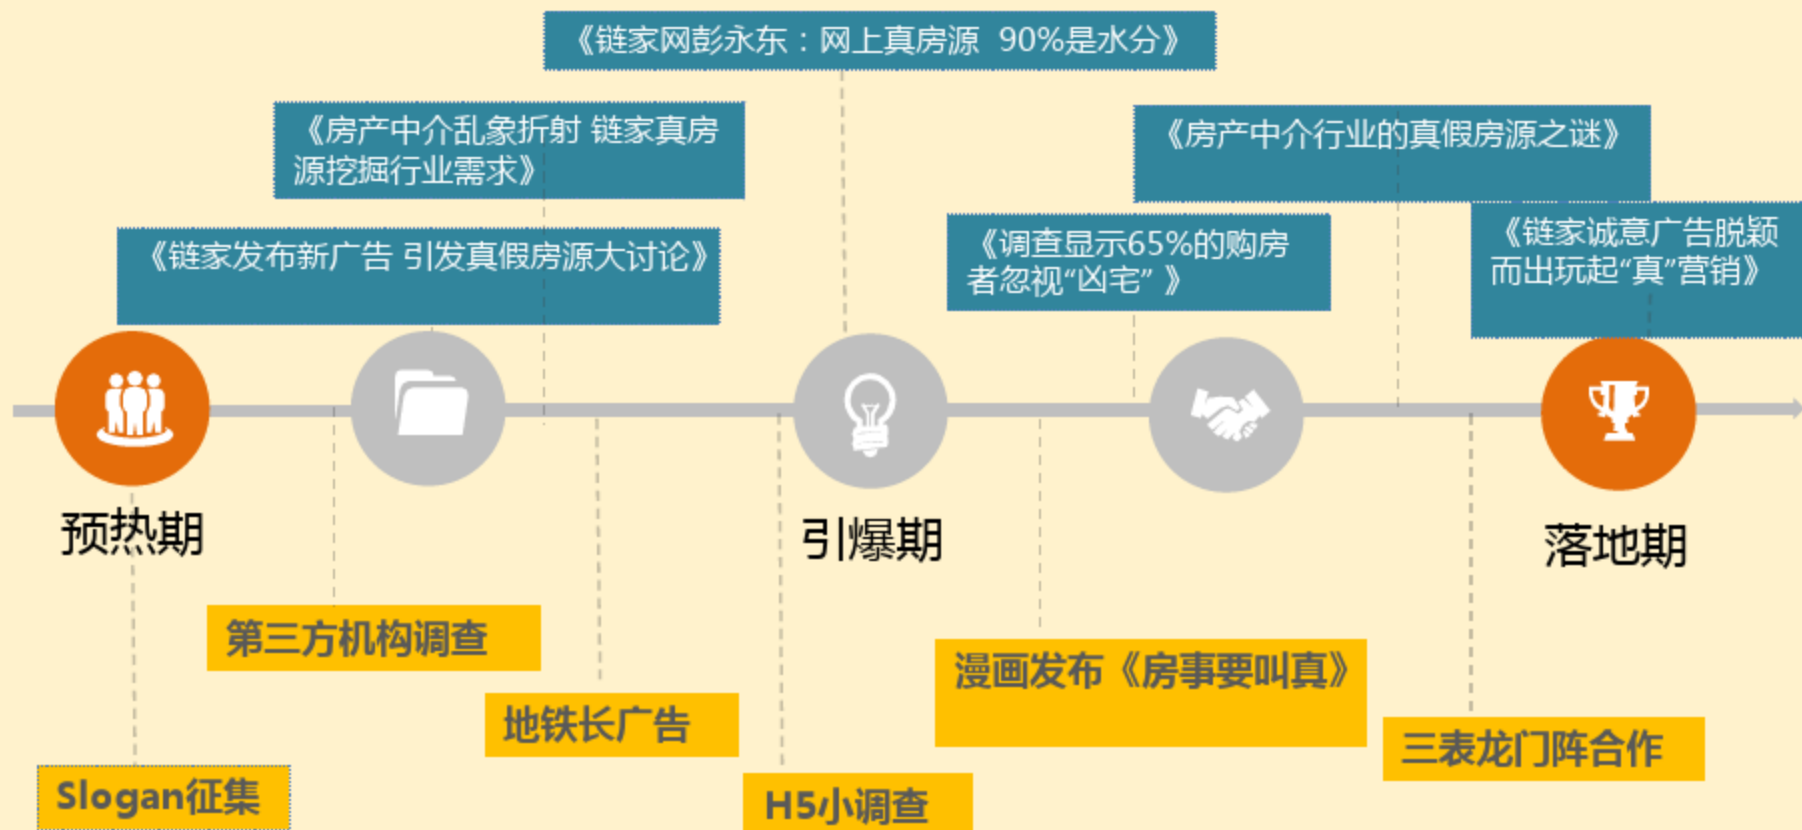 《链家网彭永东：网上真房源  90%是水分》
《房产中介乱象折射 链家真房
源挖掘行业需求》
《房产中介行业的真假房源之谜》
《链家发布新广告 引发真假房源大讨论》
《调查显示65%的购房
者忽视“凶宅” 》
《链家诚意广告脱颖
而出玩起“真”营销》
预热期
引爆期
落地期
第三方机构调查
漫画发布《房事要叫真》
地铁长广告
三表龙门阵合作
Slogan征集
H5小调查